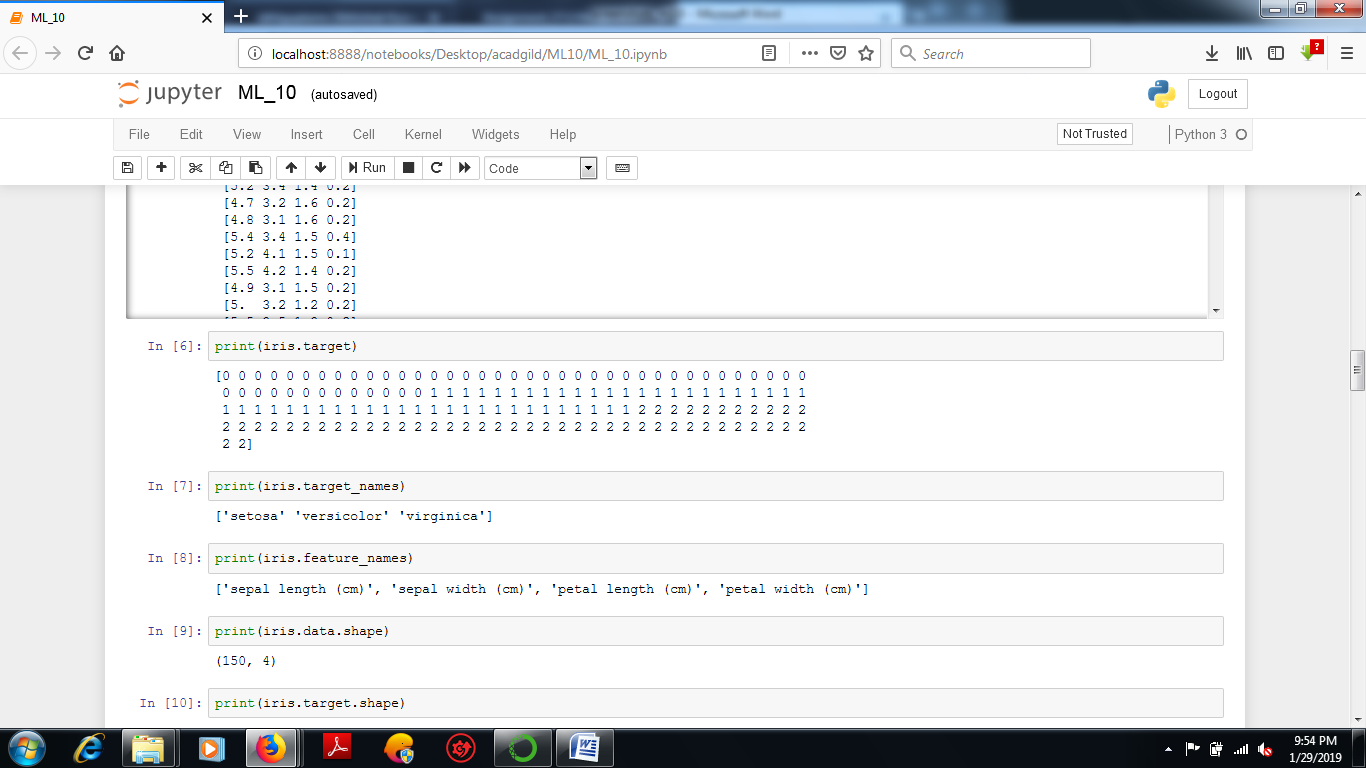 ML_10
- Microsoft Word
localhost:8888/notebooks/Desktop/acadgild/ML10/ML_10.ipynb
Search
jupyter ML_10 (autosaved)
Logout
File Edit View Insert Cell Kernel Widgets Help
Not Trusted
Python 3
Run
Code
[5.2 3.4 1.4 0.2]
[4.7 3.2 1.6 0.2]
[4.8 3.1 1.6 0.2]
[5.4 3.4 1.5 0.4]
[5.2 4.1 1.5 0.1]
[5.5 4.2 1.4 0.2]
[4.9 3.1 1.5 0.2]
[5.  3.2 1.2 0.2]
In [6]: print(iris.target)
[0 0 0 0 0 0 0 0 0 0 0 0 0 0 0 0 0 0 0 0 0 0 0 0 0 0 0 0 0 0 0 0 0 0 0 0 0
0 0 0 0 0 0 0 0 0 0 0 0 0 1 1 1 1 1 1 1 1 1 1 1 1 1 1 1 1 1 1 1 1 1 1 1 1
1 1 1 1 1 1 1 1 1 1 1 1 1 1 1 1 1 1 1 1 1 1 1 1 1 1 2 2 2 2 2 2 2 2 2 2 2
2 2 2 2 2 2 2 2 2 2 2 2 2 2 2 2 2 2 2 2 2 2 2 2 2 2 2 2 2 2 2 2 2 2 2 2 2
2 2]
In [7]: print(iris.target_names)
['setosa' 'versicolor' 'virginica']
In [8]: print(iris.feature_names)
['sepal length (cm)', 'sepal width (cm)', 'petal length (cm)', 'petal width (cm)']
In [9]: print(iris.data.shape)
(150, 4)
In [10]: print(iris.target.shape)
9:54 PM
1/29/2019